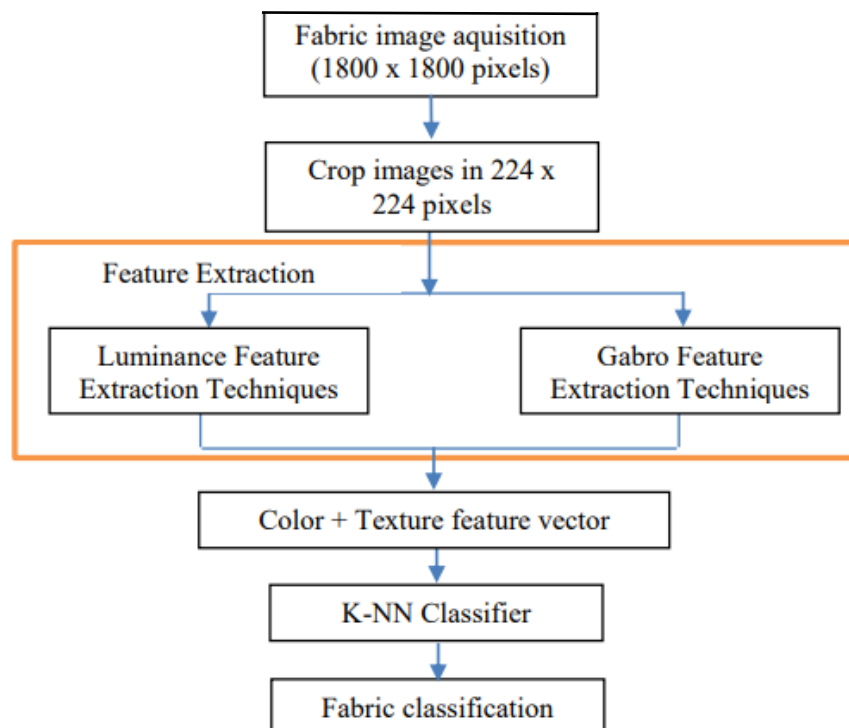 Fabric image aquisition
(1800 x 1800 pixels)
Crop images in 224 x
224 pixels
Feature Extraction
Luminance Feature
Extraction Techniques
Gabro Feature
Extraction Techniques
Color + Texture feature vector
K-NN Classifier
Fabric classification